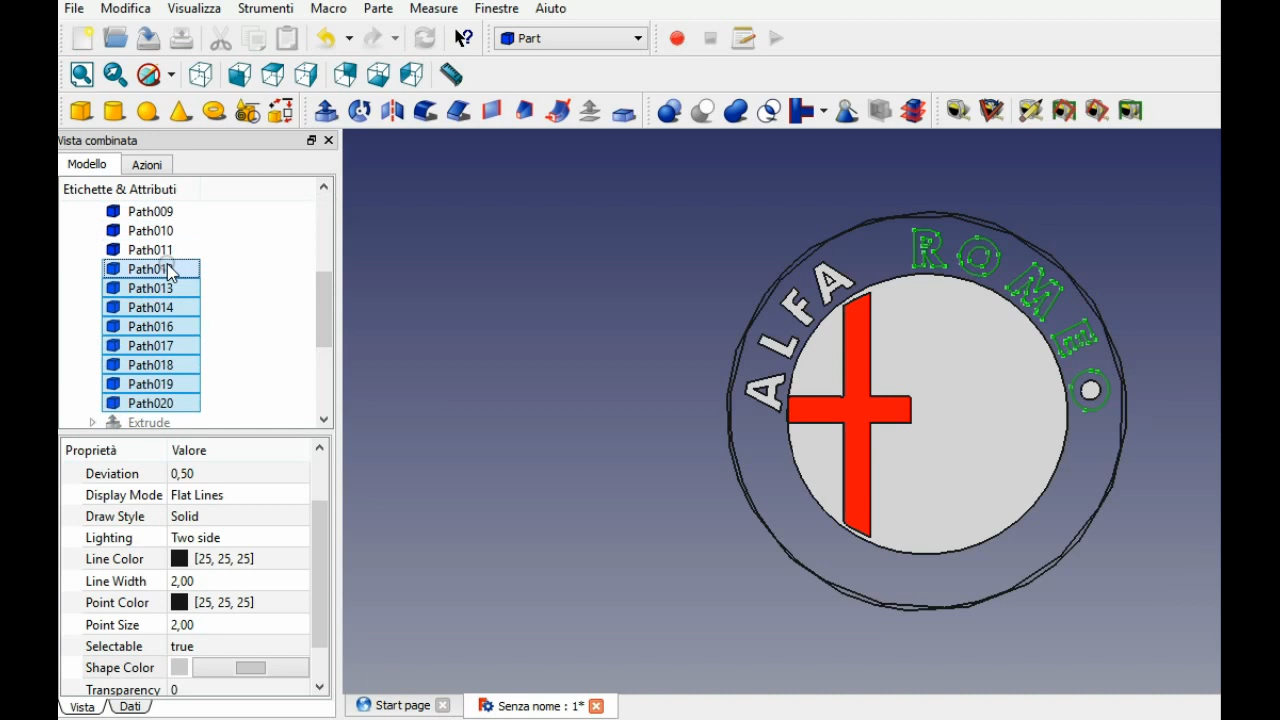 File Modifica Visualizza Strumenti Macro Parte Measure Finestre Aiuto
Part
Vista combinata
Modello Azioni
Etichette & Attributi
Path009
Path010
Path011
Path013
Path014
Path016
Path017
Path018
Path019
Path020
Extrude
Proprietà Valore
Deviation 0,50
Display Mode Flat Lines
Draw Style Solid
Lighting Two side
Line Color [25, 25, 25]
Line Width 2,00
Point Color [25, 25, 25]
Point Size 2,00
Selectable true
Shape Color
Transparency 0
Vista Dati
Start page Senza nome : 1*
ALFA ROMEO